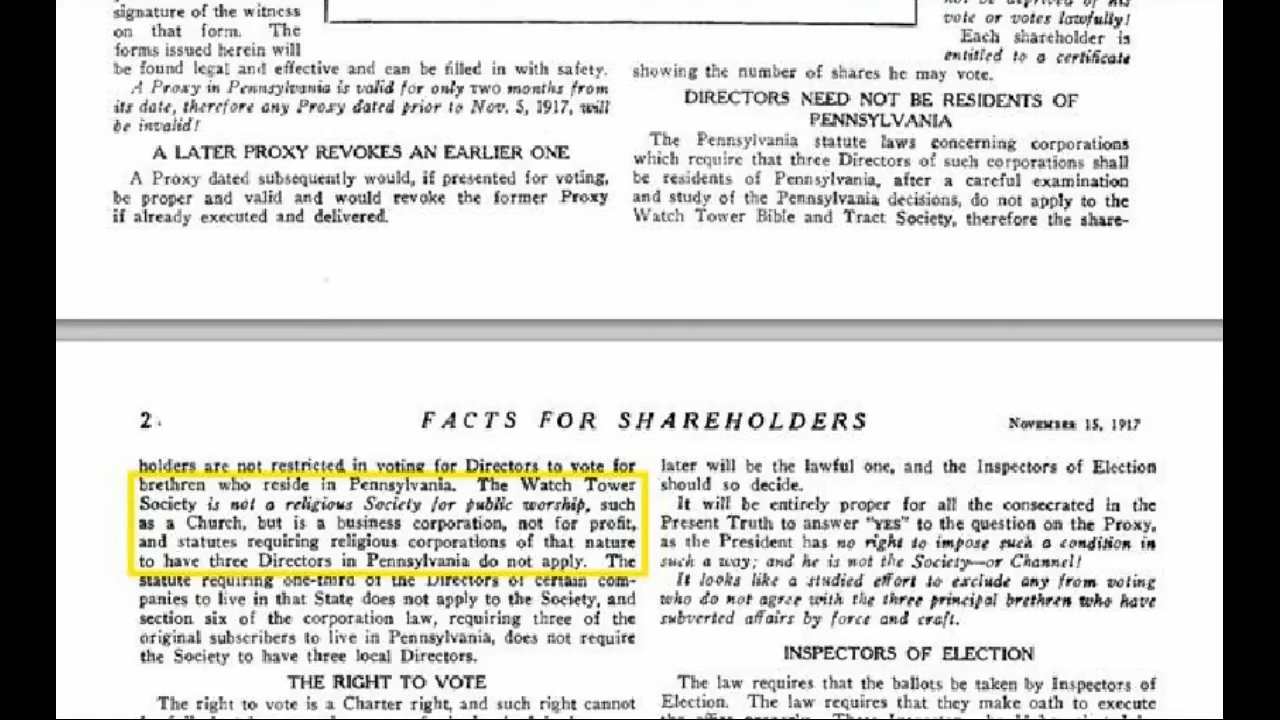 signature of the witness
on that form. The
forms issued herein will
be found legal and effective and can be filled in with safety.
A Proxy in Pennsylvania is valid for only TWO months from
its date, therefore any Proxy dated prior to Nov. 5, 1917, will
be invalid!
A LATER PROXY REVOKES AN EARLIER ONE
A Proxy dated subsequently would, if presented for voting,
be proper and valid and would revoke the former Proxy
if already executed and delivered.
not be deprived of his
vote or votes lawfully!
Each shareholder is
entitled to a certificate
showing the number of shares he may vote.
DIRECTORS NEED NOT BE RESIDENTS OF
PENNSYLVANIA
The Pennsylvania statute laws concerning corporations
which require that three Directors of such corporations shall
be residents of Pennsylvania, after a careful examination
and study of the Pennsylvania decisions, do not apply to the
Watch Tower Bible and Tract Society, therefore the share-
2
FACTS FOR SHAREHOLDERS
NOVEMBER 15, 1917
holders are not restricted in voting for Directors to vote for
brethren who reside in Pennsylvania. The Watch Tower
Society is not a religious Society for public worship, such
as a Church, but is a business corporation, not for profit,
and statutes requiring religious corporations of that nature
to have three Directors in Pennsylvania do not apply. The
statute requiring one-third of the Directors of certain com-
panies to live in that State does not apply to the Society, and
section six of the corporation law, requiring three of the
original subscribers to live in Pennsylvania, does not require
the Society to have three local Directors.
THE RIGHT TO VOTE
The right to vote is a Charter right, and such right cannot
later will be the lawful one, and the Inspectors of Election
should so decide.
It will be entirely proper for all the consecrated in the
Present Truth to answer "YES" to the question on the Proxy,
as the President has no right to impose such a condition in
such a way; and he is not the Society—or Channel!
It looks like a studied effort to exclude any from voting
who do not agree with the three principal brethren who have
subverted affairs by force and craft.
INSPECTORS OF ELECTION
The law requires that the ballots be taken by Inspectors of
Election. The law requires that they make oath to execute